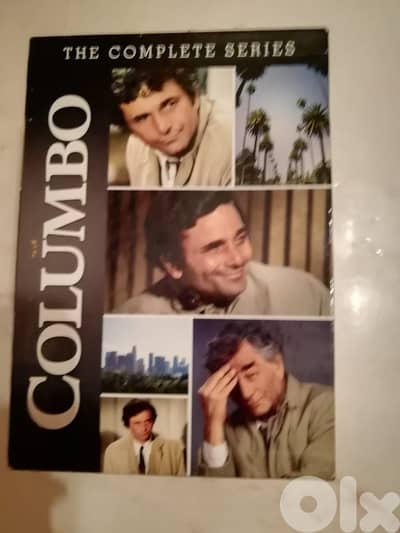 THE COMPLETE SERIES
COLUMBO
OLX